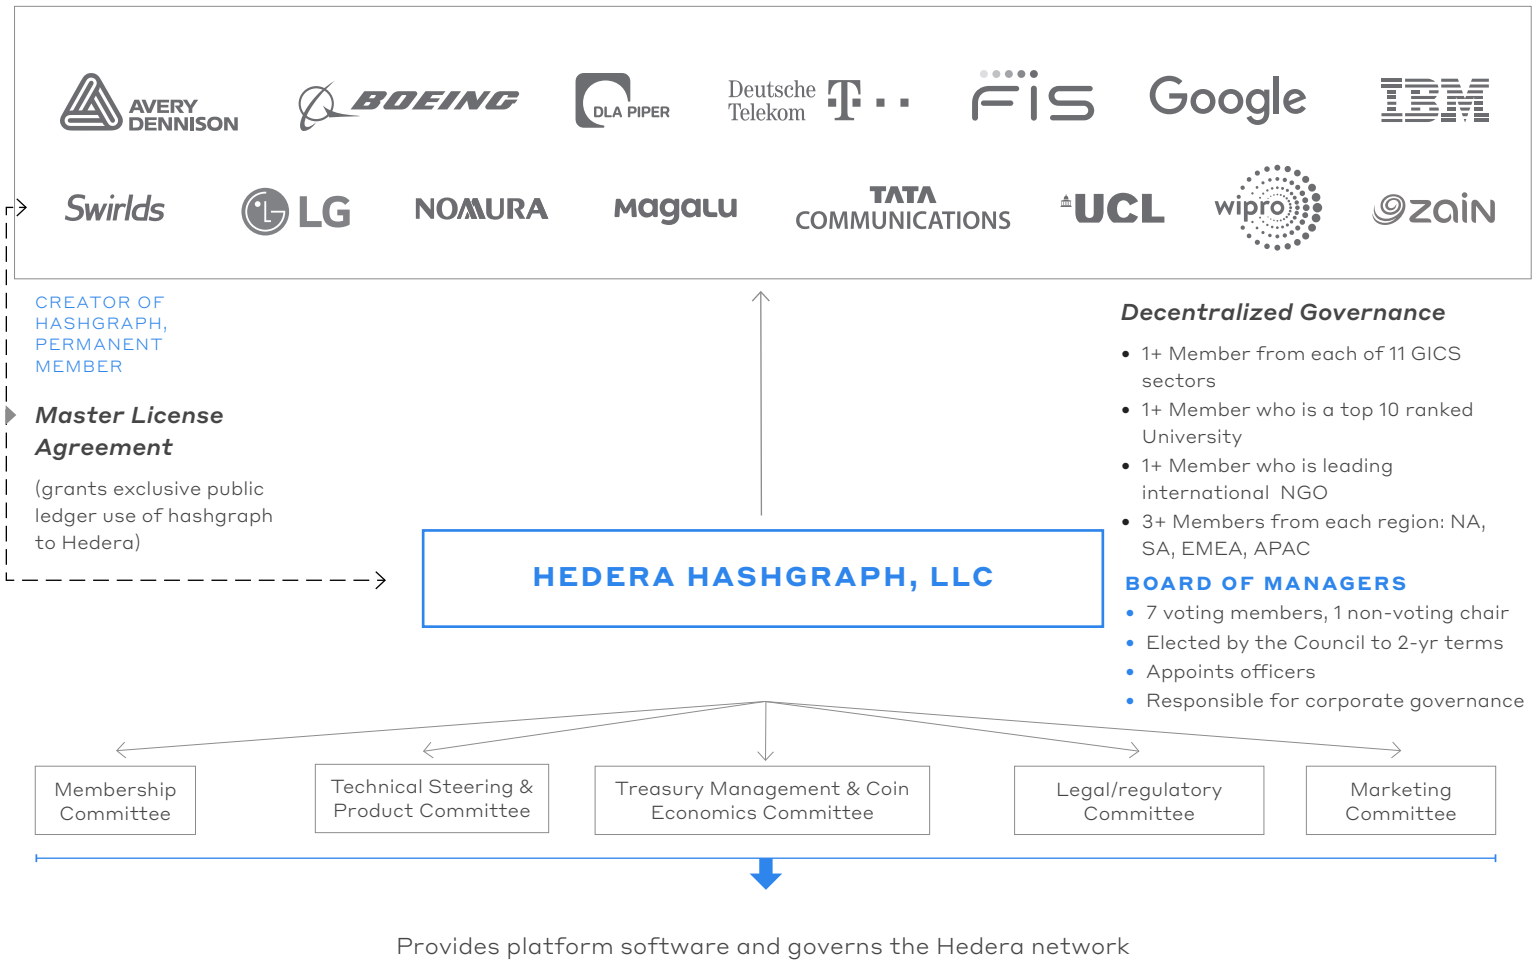 AVERY
DENNISON
BOEING
DLA PIPER
Deutsche
Telekom
T
FIS
Google
IBM
Swirlds
LG
LG
NOMURA
Magalu
TATA
COMMUNICATIONS
UCL
wipro
zain
CREATOR OF
HASHGRAPH,
PERMANENT
MEMBER
Master License
Agreement
(grants exclusive public
ledger use of hashgraph
to Hedera)
Decentralized Governance
• 1+ Member from each of 11 GICS
sectors
• 1+ Member who is a top 10 ranked
University
• 1+ Member who is leading
international NGO
• 3+ Members from each region: NA,
SA, EMEA, APAC
HEDERA HASHGRAPH, LLC
BOARD OF MANAGERS
• 7 voting members, 1 non-voting chair
• Elected by the Council to 2-yr terms
• Appoints officers
• Responsible for corporate governance
Membership
Committee
Technical Steering &
Product Committee
Treasury Management & Coin
Economics Committee
Legal/regulatory
Committee
Marketing
Committee
Provides platform software and governs the Hedera network